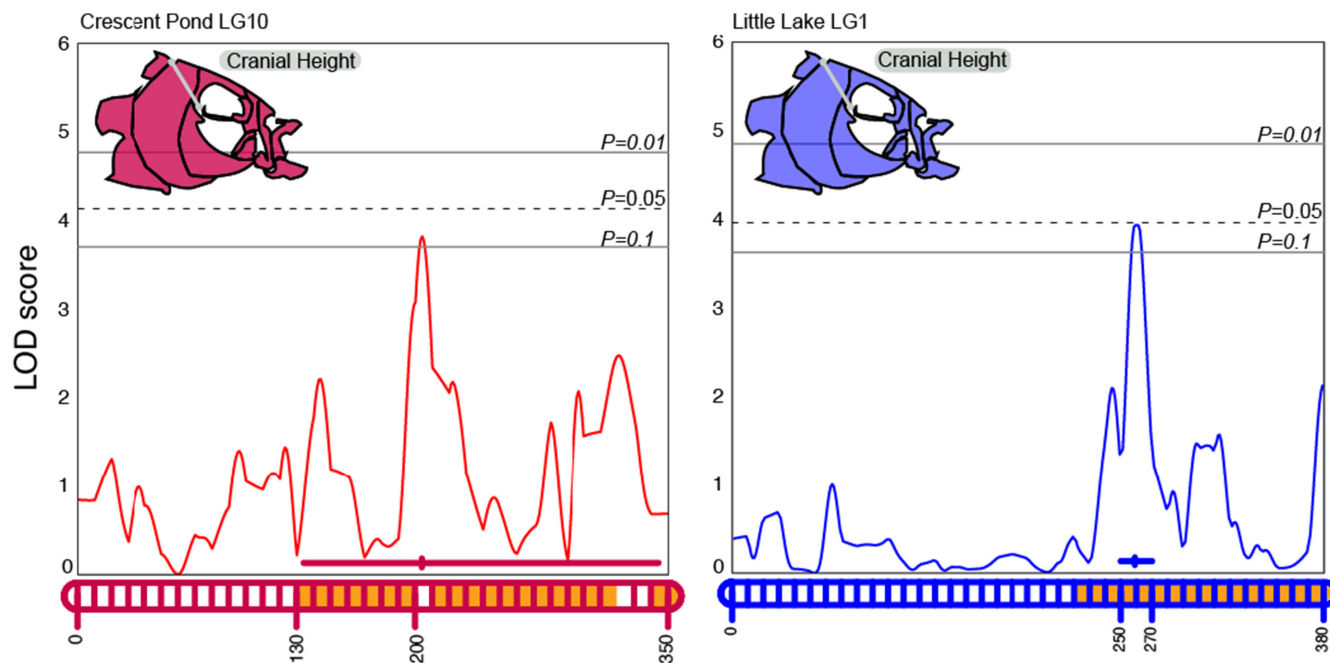 Crescent Pond LG10
Cranial Height
6
5
4
3
2
1
0
LOD score
P=0.01
P=0.05
P=0.1
0
130
200
350
Little Lake LG1
Cranial Height
6
5
4
3
2
1
0
P=0.01
P=0.05
P=0.1
0
250
270
380